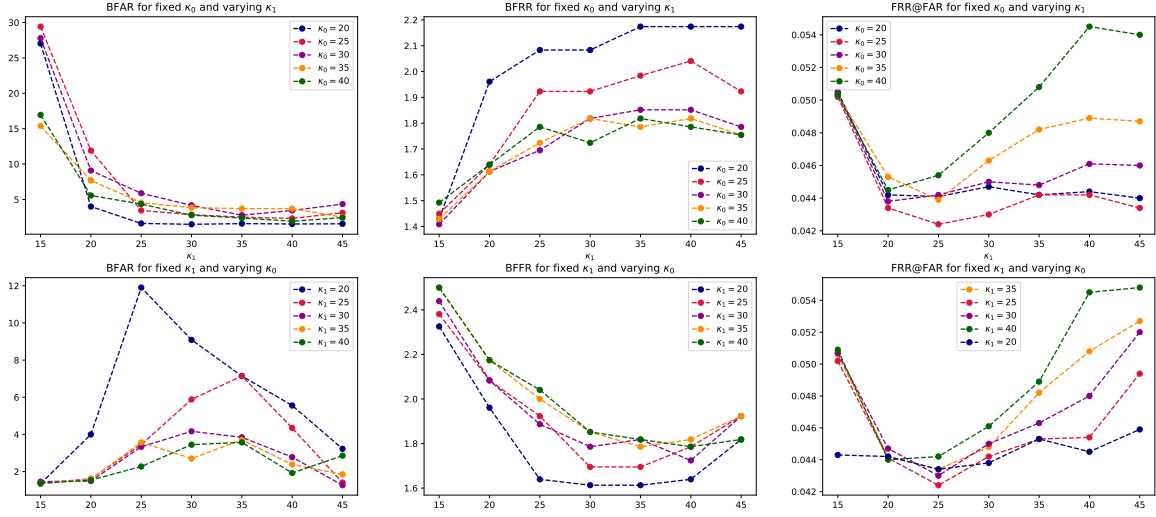 BFAR for fixed κ₀ and varying κ₁
30
25
20
15
10
5
15 20 25 30 35 40 45
κ₁
κ₀ = 20
κ₀ = 25
κ₀ = 30
κ₀ = 35
κ₀ = 40
BFRR for fixed κ₀ and varying κ₁
2.2
2.1
2.0
1.9
1.8
1.7
1.6
1.5
1.4
15 20 25 30 35 40 45
κ₁
κ₀ = 20
κ₀ = 25
κ₀ = 30
κ₀ = 35
κ₀ = 40
FRR@FAR for fixed κ₀ and varying κ₁
0.054
0.052
0.050
0.048
0.046
0.044
0.042
15 20 25 30 35 40 45
κ₁
κ₀ = 20
κ₀ = 25
κ₀ = 30
κ₀ = 35
κ₀ = 40
BFAR for fixed κ₁ and varying κ₀
12
10
8
6
4
2
15 20 25 30 35 40 45
κ₀
κ₁ = 20
κ₁ = 25
κ₁ = 30
κ₁ = 35
κ₁ = 40
BFFR for fixed κ₁ and varying κ₀
2.4
2.2
2.0
1.8
1.6
15 20 25 30 35 40 45
κ₀
κ₁ = 20
κ₁ = 25
κ₁ = 30
κ₁ = 35
κ₁ = 40
FRR@FAR for fixed κ₁ and varying κ₀
0.054
0.052
0.050
0.048
0.046
0.044
0.042
15 20 25 30 35 40 45
κ₀
κ₁ = 35
κ₁ = 25
κ₁ = 30
κ₁ = 40
κ₁ = 20